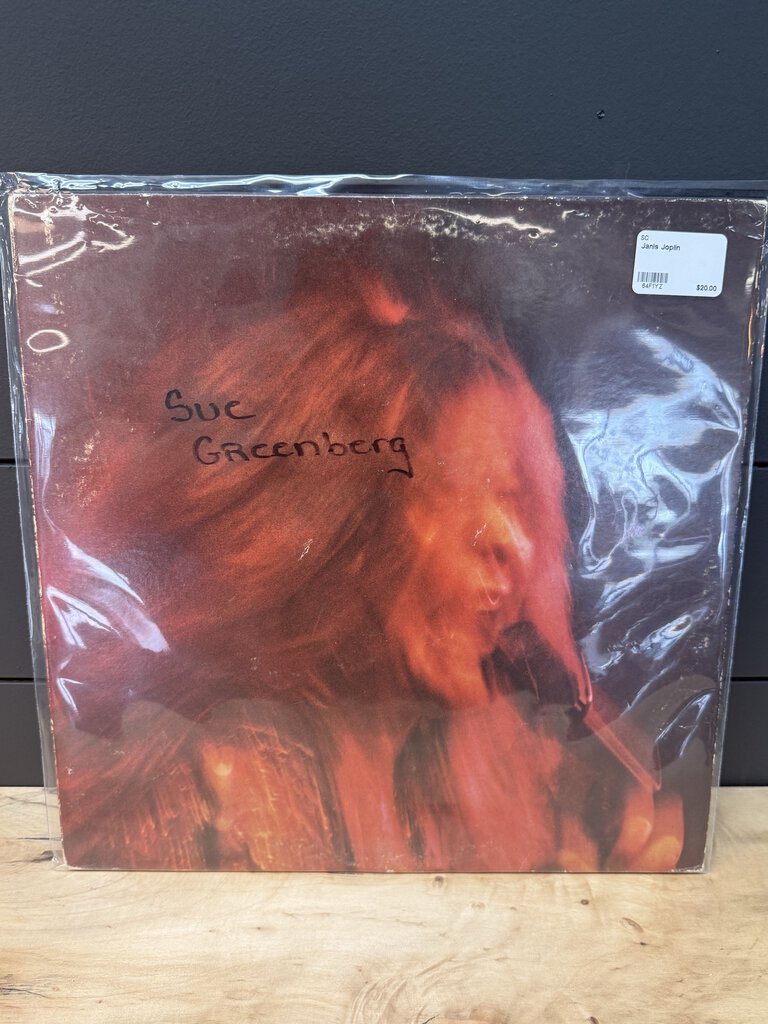 SC
Janis Joplin
64F1YZ
$20.00
Sue
Greenberg